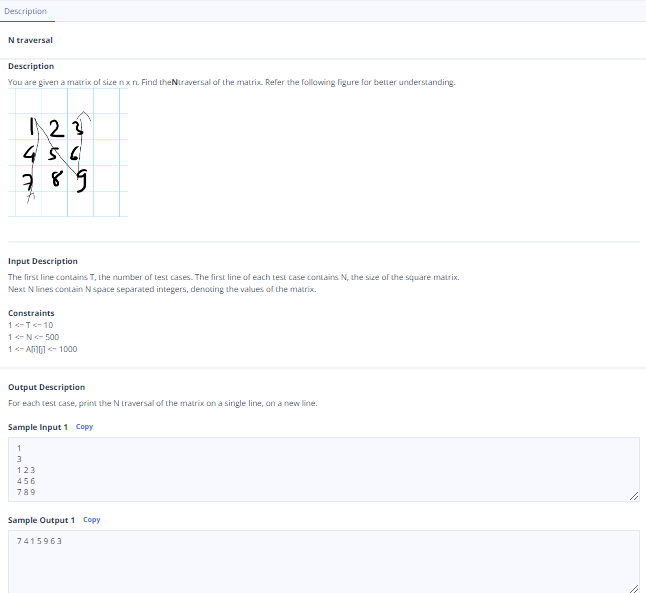 Description
N traversal
Description
You are given a matrix of size n x n. Find theNtraversal of the matrix. Refer the following figure for better understanding.
1 2 3
4 5 6
7 8 9
Input Description
The first line contains T, the number of test cases. The first line of each test case contains N, the size of the square matrix.
Next N lines contain N space separated integers, denoting the values of the matrix.
Constraints
1 <= T <= 10
1 <= N <= 500
1 <= A[i][j] <= 1000
Output Description
For each test case, print the N traversal of the matrix on a single line, on a new line.
Sample Input 1 Copy
1
3
1 2 3
4 5 6
7 8 9
Sample Output 1 Copy
7 4 1 5 9 6 3